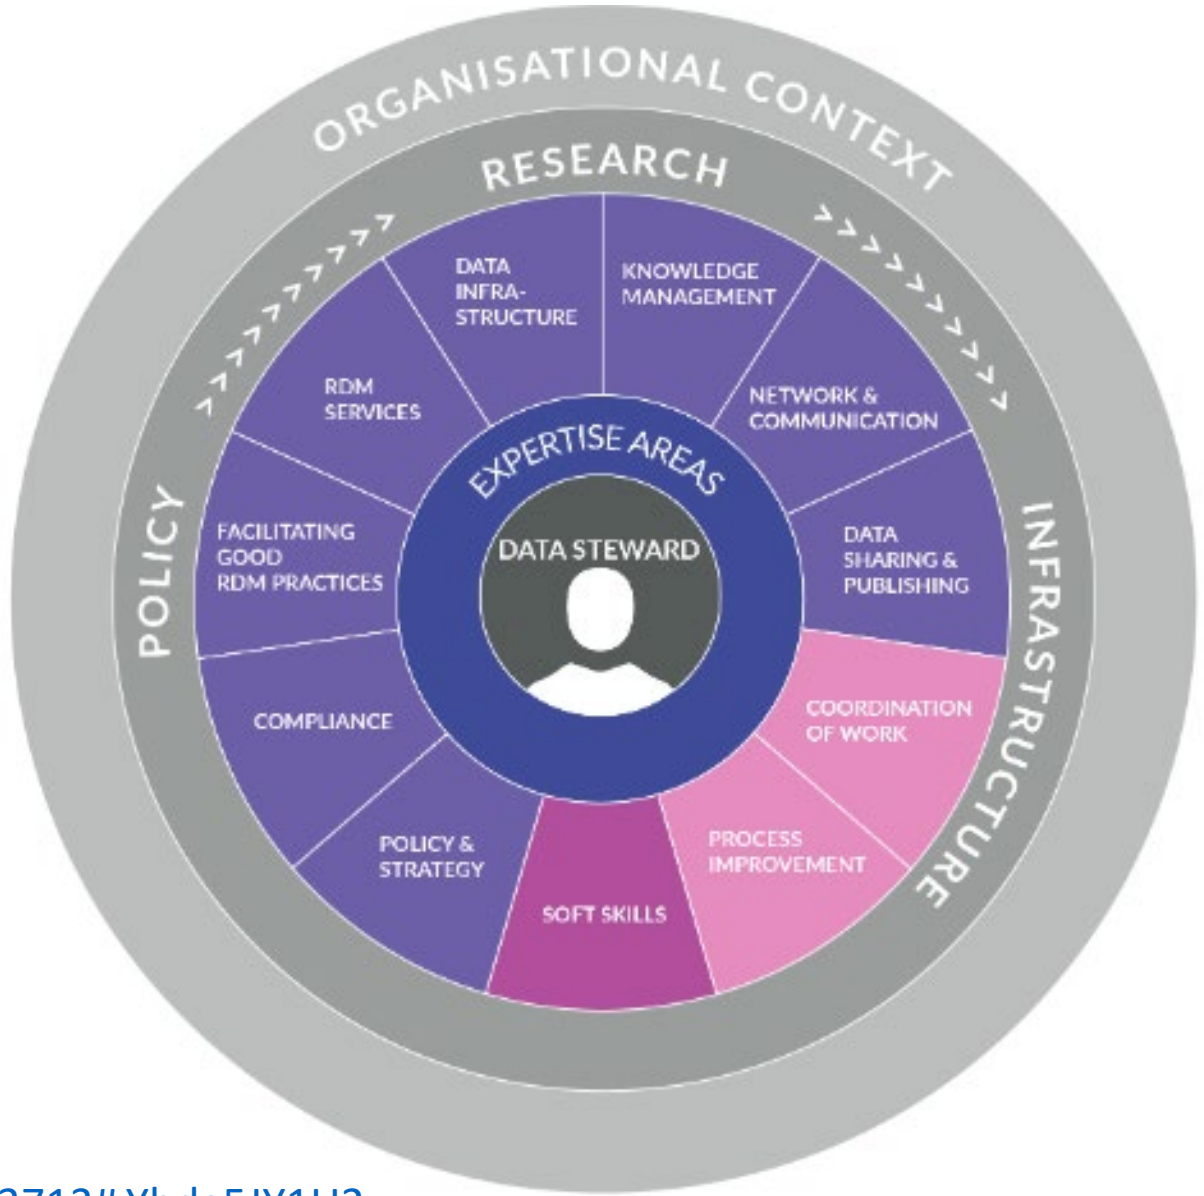 ORGANISATIONAL CONTEXT
RESEARCH
DATA
INFRA-
STRUCTURE
KNOWLEDGE
MANAGEMENT
RDM
SERVICES
NETWORK &
COMMUNICATION
EXPERTISE AREAS
POLICY
FACILITATING
GOOD
RDM PRACTICES
DATA STEWARD
DATA
SHARING &
PUBLISHING
INFRASTRUCTURE
COMPLIANCE
COORDINATION
OF WORK
POLICY &
STRATEGY
PROCESS
IMPROVEMENT
SOFT SKILLS